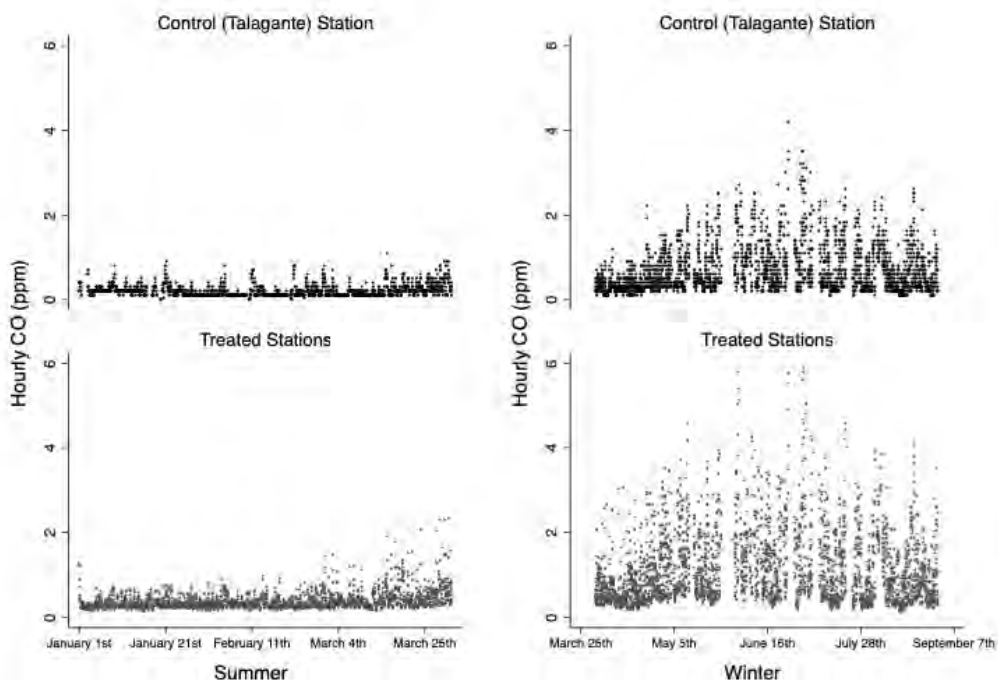 Control (Talagante) Station
Control (Talagante) Station
6
4
2
0
6
4
2
0
Hourly CO (ppm)
Hourly CO (ppm)
Treated Stations
Treated Stations
6
4
2
0
6
4
2
0
January 1st January 21st February 11th March 4th March 25th
March 25th May 5th June 16th July 28th September 7th
Summer
Winter